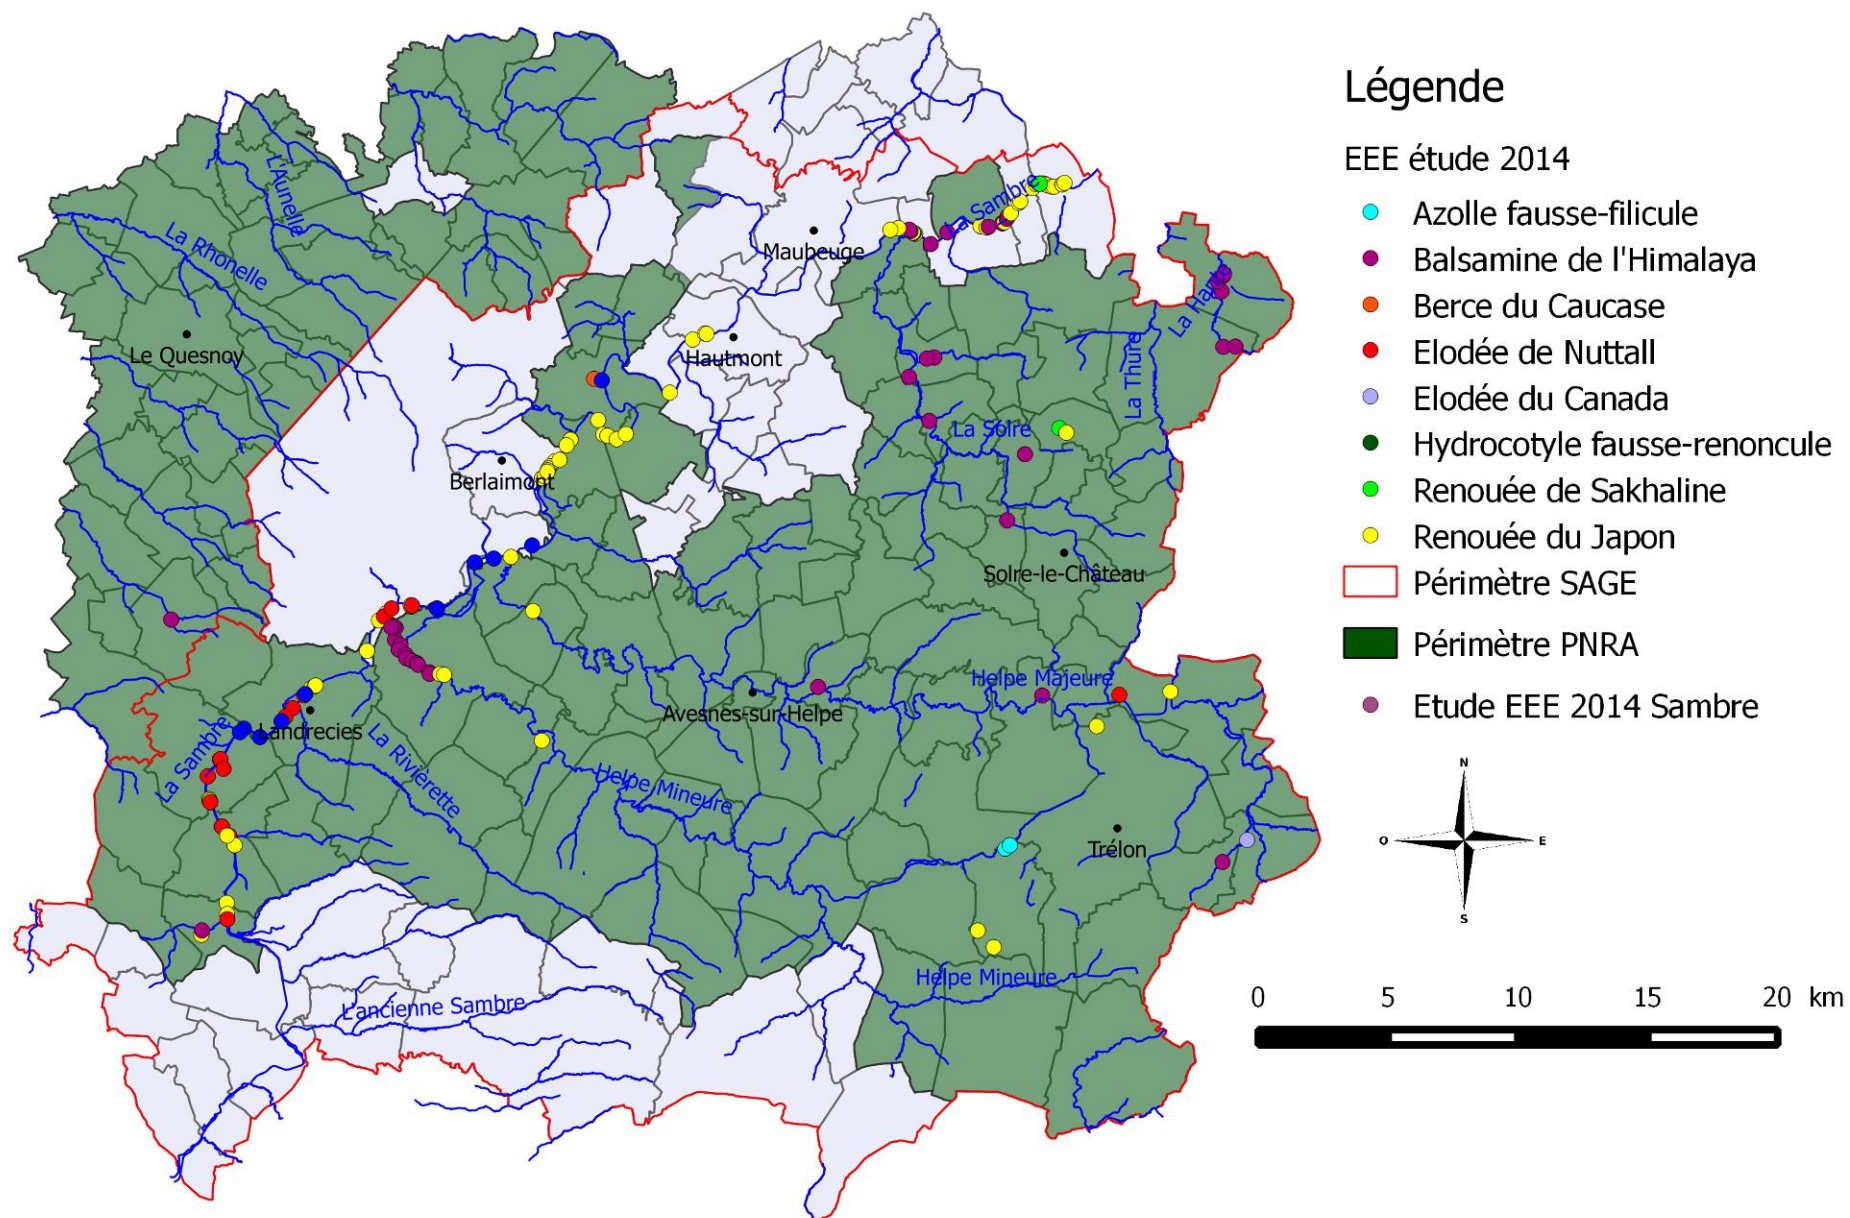 Légende
EEE étude 2014
Azolle fausse-filicule
Balsamine de l'Himalaya
Berce du Caucase
Elodée de Nuttall
Elodée du Canada
Hydrocotyle fausse-renoncule
Renouée de Sakhaline
Renouée du Japon
Périmètre SAGE
Périmètre PNRA
Etude EEE 2014 Sambre
N
O
E
S
0 5 10 15 20 km
L'Aunelle
La Rhonelle
La Sambre
Maubeuge
La Hante
Le Quesnoy
Hautmont
La Thure
La Solre
Berlaimont
Solre-le-Château
Helpe Majeure
Avesnes-sur-Helpe
Landrecies
La Sambre
La Rivièrette
Helpe Mineure
Trélon
Helpe Mineure
L'ancienne Sambre